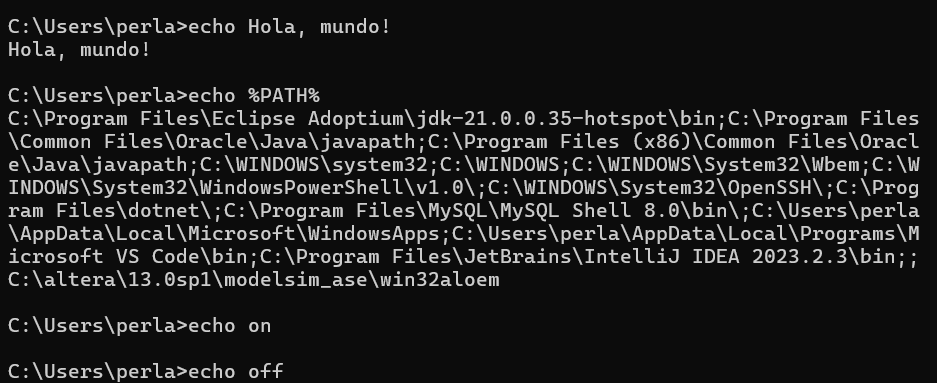 C:\Users\perla>echo Hola, mundo!
Hola, mundo!
C:\Users\perla>echo %PATH%
C:\Program Files\Eclipse Adoptium\jdk-21.0.0.35-hotspot\bin;C:\Program Files
\Common Files\Oracle\Java\javapath;C:\Program Files (x86)\Common Files\Oracl
e\Java\javapath;C:\WINDOWS\system32;C:\WINDOWS;C:\WINDOWS\System32\Wbem;C:\W
INDOWS\System32\WindowsPowerShell\v1.0\;C:\WINDOWS\System32\OpenSSH\;C:\Prog
ram Files\dotnet\;C:\Program Files\MySQL\MySQL Shell 8.0\bin\;C:\Users\perla
\AppData\Local\Microsoft\WindowsApps;C:\Users\perla\AppData\Local\Programs\M
icrosoft VS Code\bin;C:\Program Files\JetBrains\IntelliJ IDEA 2023.2.3\bin;;
C:\altera\13.0sp1\modelsim_ase\win32aloem
C:\Users\perla>echo on
C:\Users\perla>echo off